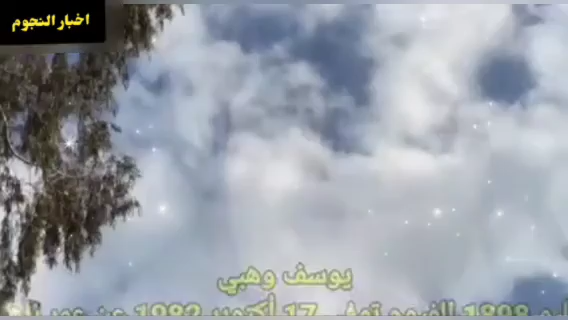 اخبار النجوم
يوسف وهبي
1898 الفيوم توفي 17 أكتوبر 1982 عن عمر